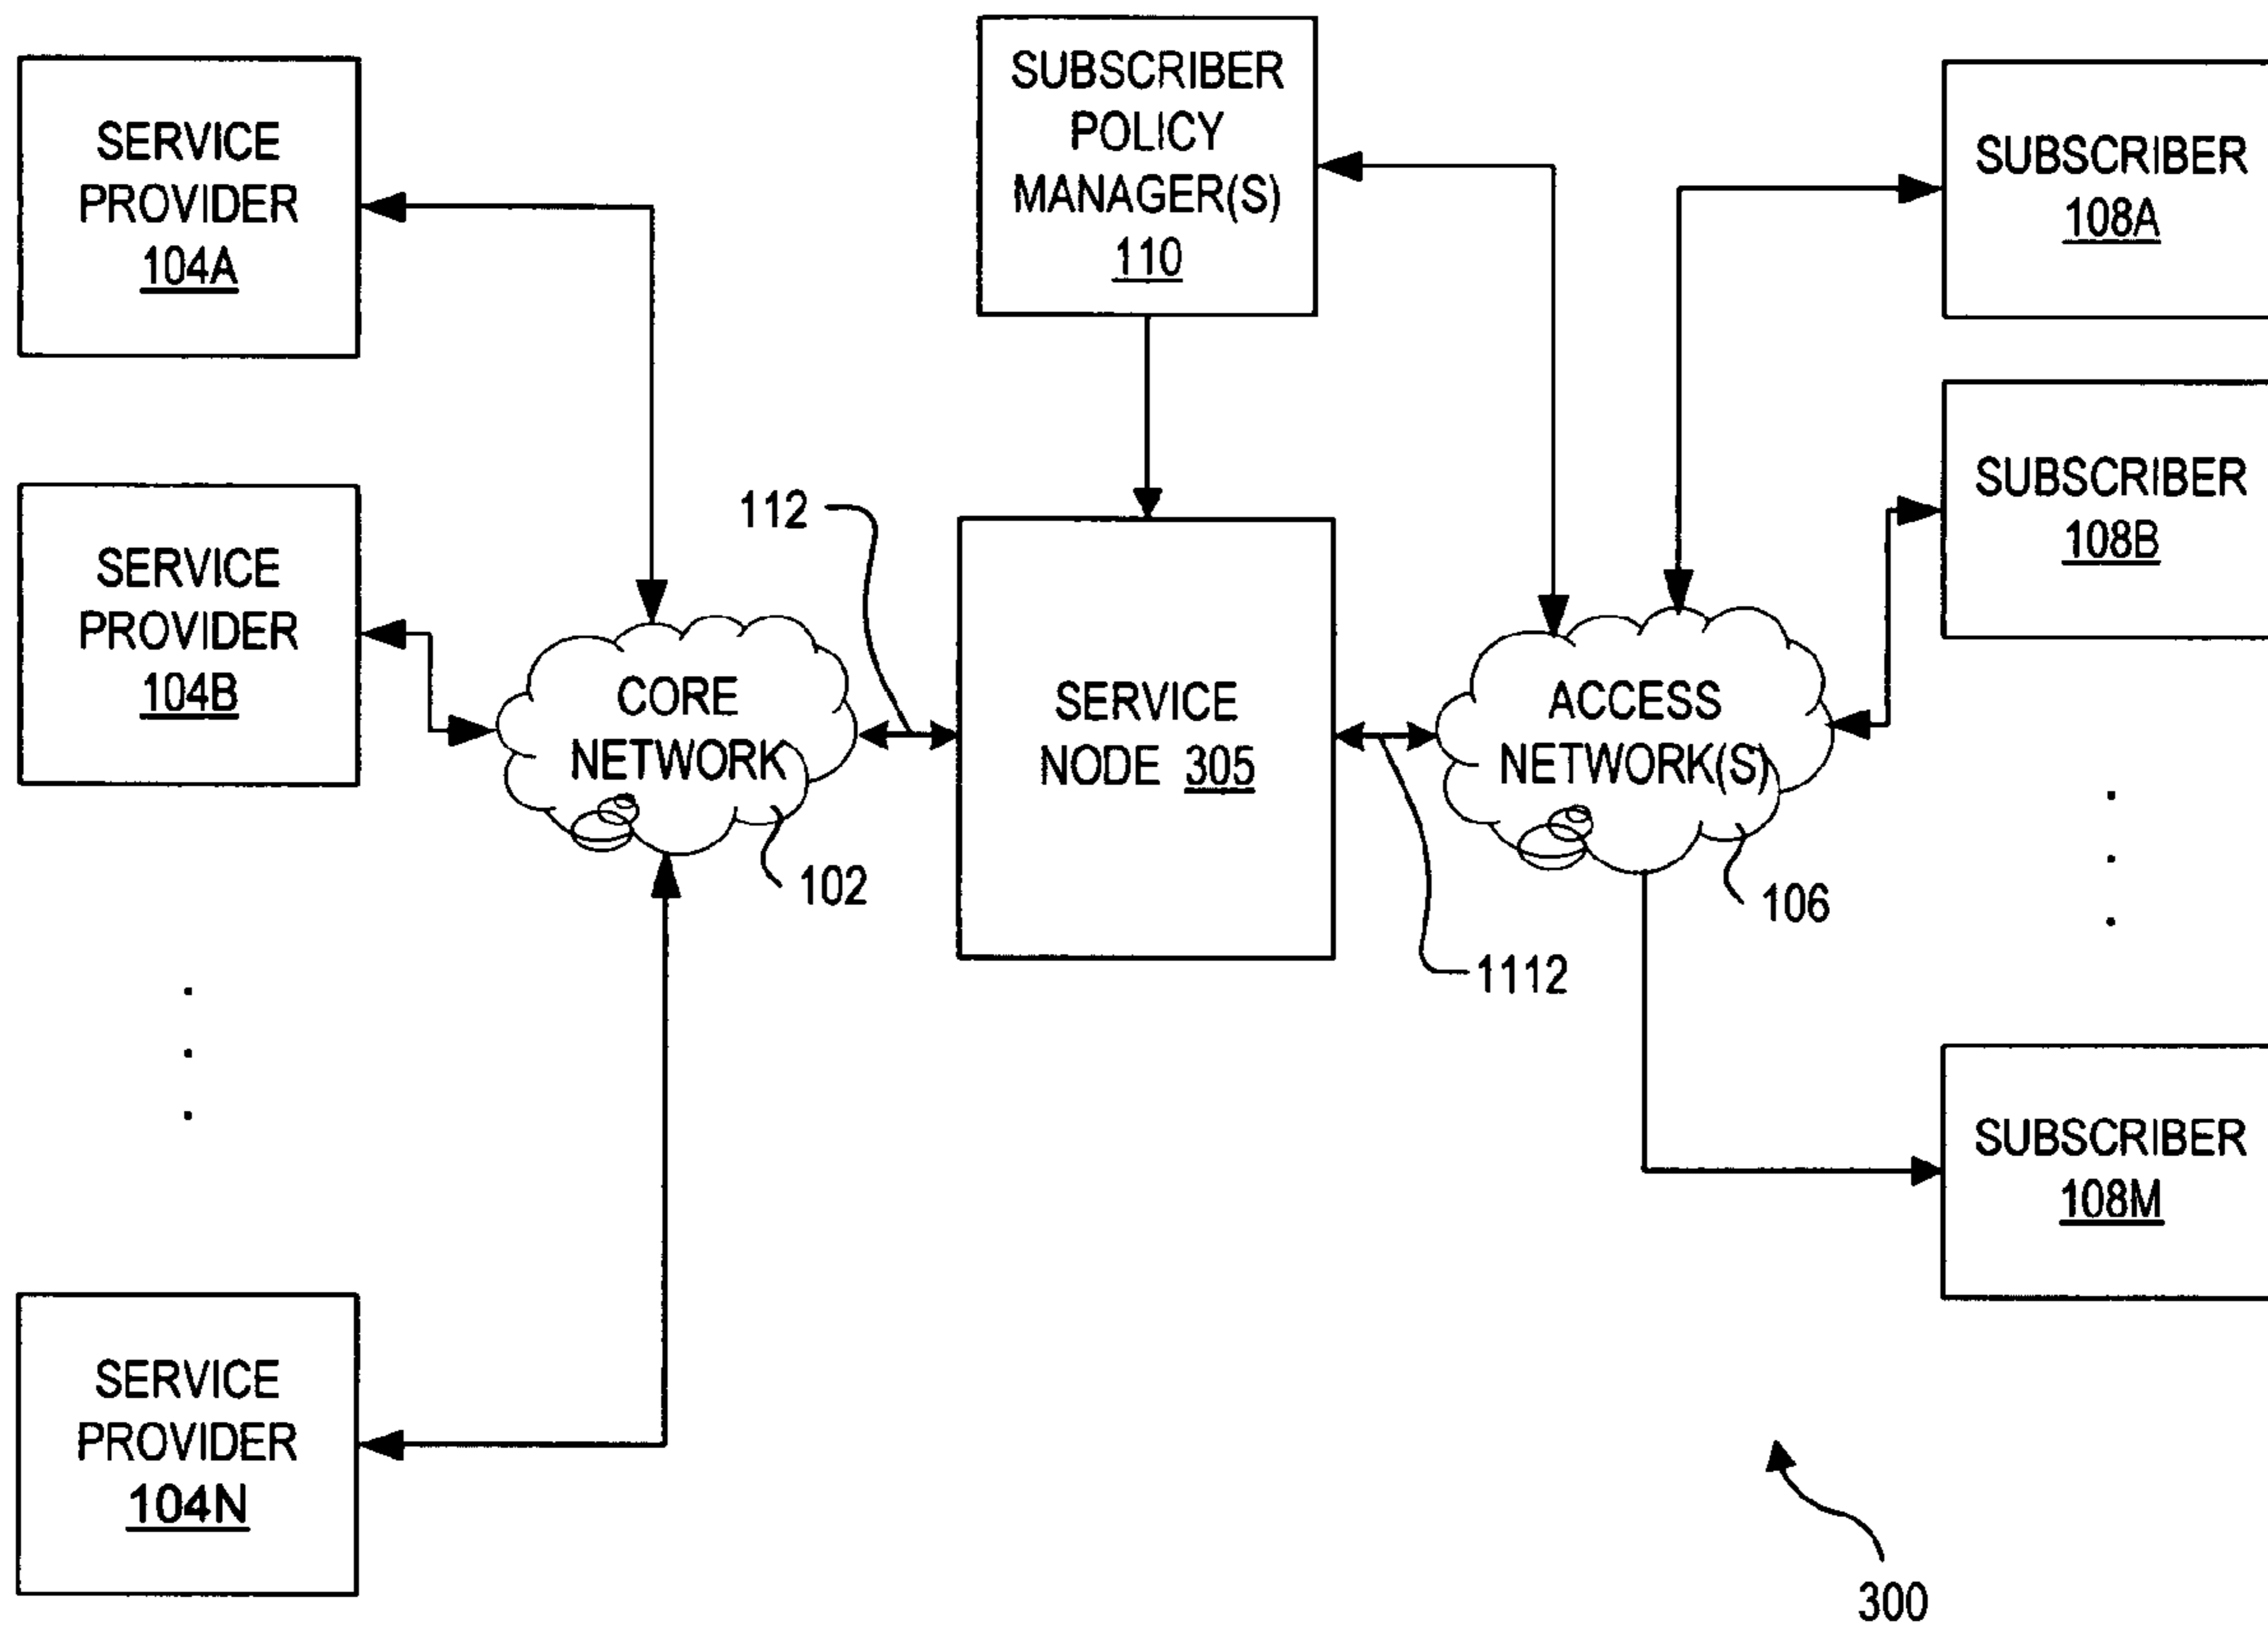 SERVICE
PROVIDER
104A
SUBSCRIBER
POLICY
MANAGER(S)
110
SUBSCRIBER
108A
SERVICE
PROVIDER
104B
112
CORE
NETWORK
102
SERVICE
NODE 305
1112
ACCESS
NETWORK(S)
106
SUBSCRIBER
108B
SERVICE
PROVIDER
104N
SUBSCRIBER
108M
300